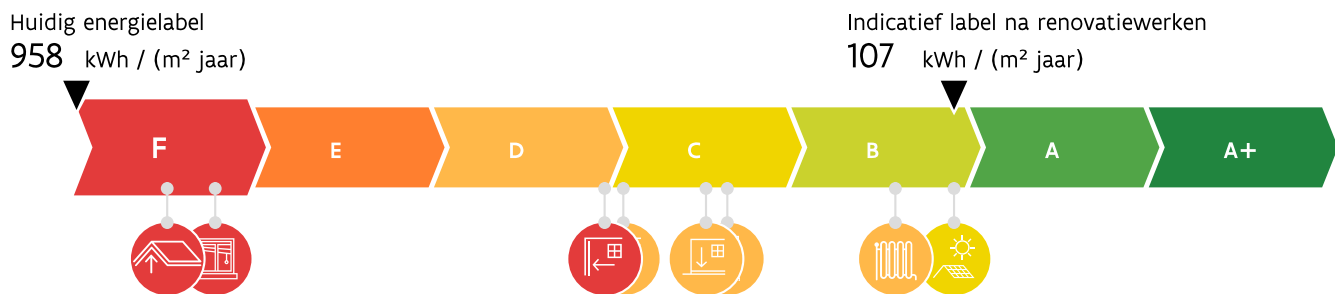 Huidig energielabel
958 kWh / (m² jaar)
Indicatief label na renovatiewerken
107 kWh / (m² jaar)
F E D C B A A+